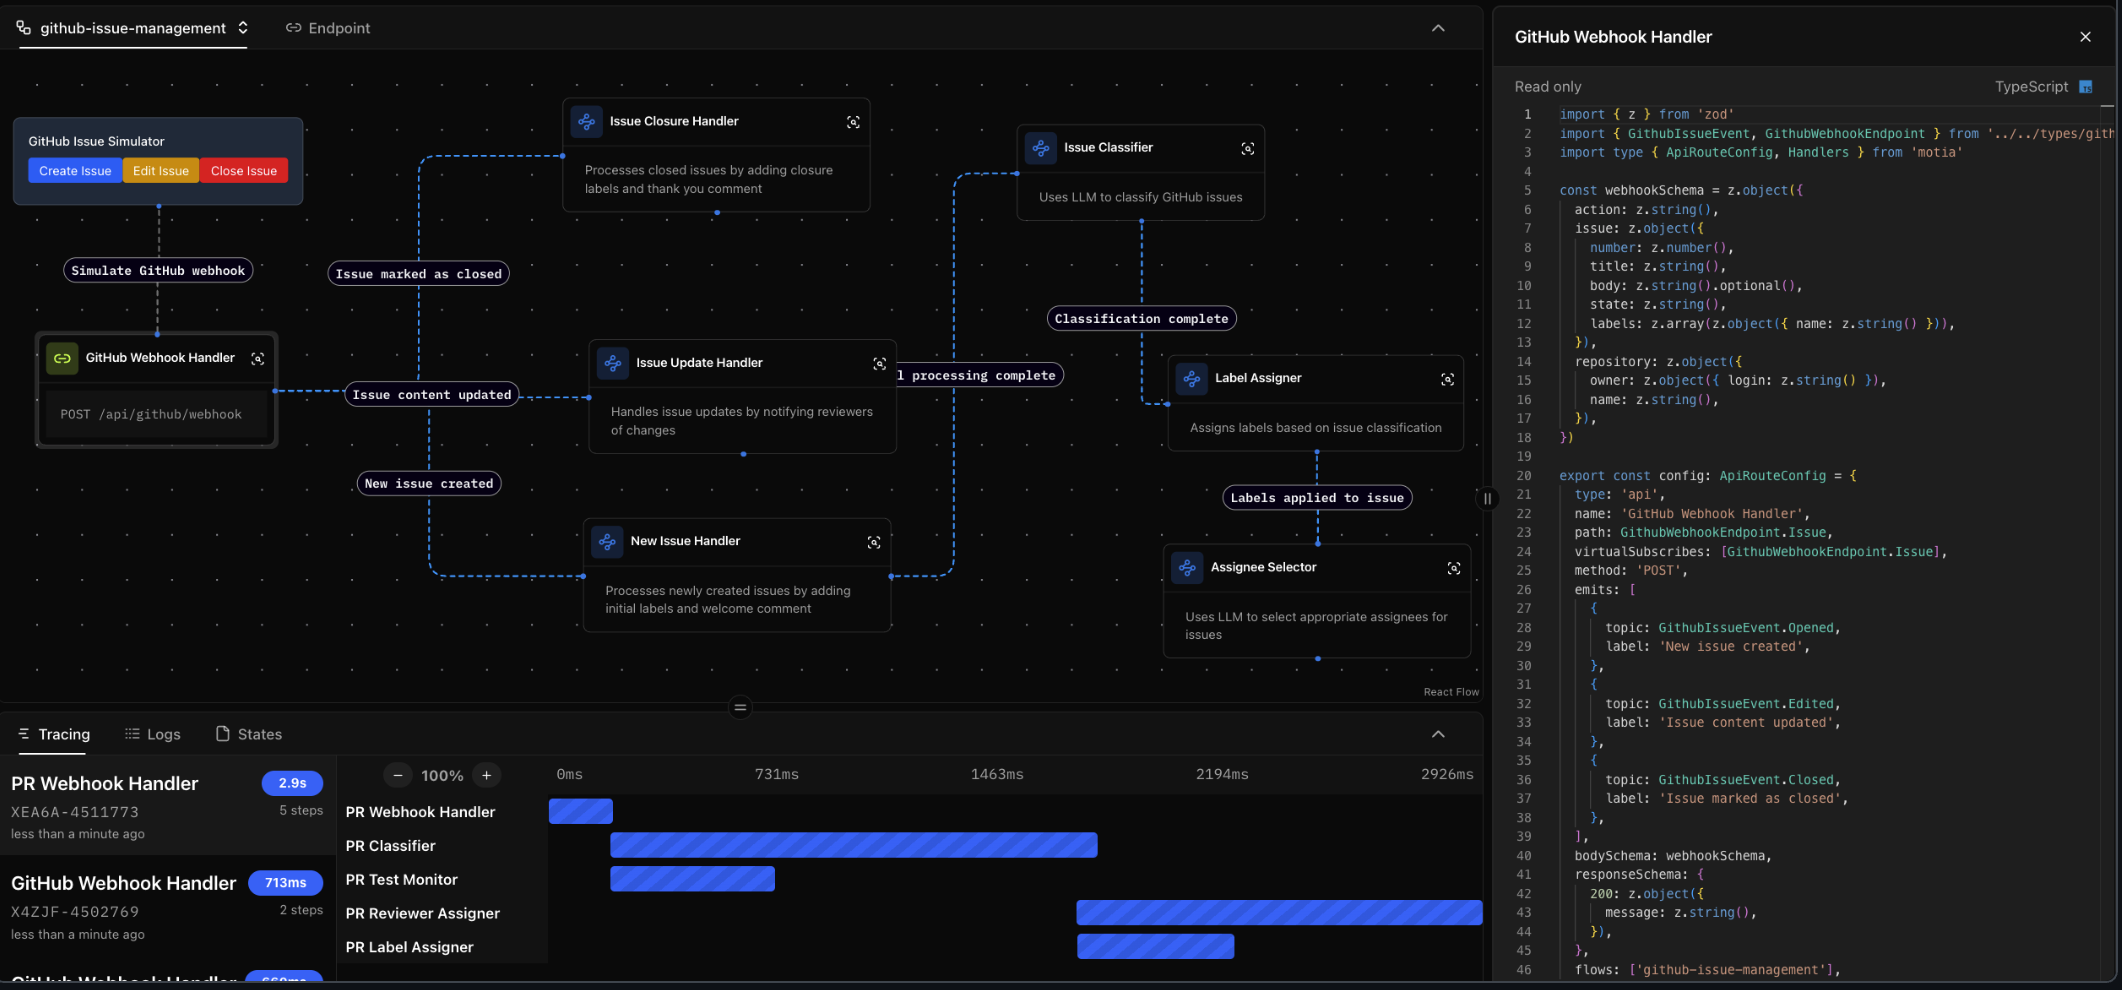 github-issue-management
Endpoint
GitHub Issue Simulator
Create Issue
Edit Issue
Close Issue
Simulate GitHub webhook
GitHub Webhook Handler
POST /api/github/webhook
Issue marked as closed
Issue content updated
New issue created
Issue Closure Handler
Processes closed issues by adding closure
labels and thank you comment
Issue Update Handler
Handles issue updates by notifying reviewers
of changes
New Issue Handler
Processes newly created issues by adding
initial labels and welcome comment
l processing complete
Issue Classifier
Uses LLM to classify GitHub issues
Classification complete
Label Assigner
Assigns labels based on issue classification
Labels applied to issue
Assignee Selector
Uses LLM to select appropriate assignees for
issues
React Flow
Tracing
Logs
States
PR Webhook Handler
2.9s
XEA6A-4511773
5 steps
less than a minute ago
GitHub Webhook Handler
713ms
X4ZJF-4502769
2 steps
less than a minute ago
GitHub Webhook Handler
− 100% +
0ms
731ms
1463ms
2194ms
2926ms
PR Webhook Handler
PR Classifier
PR Test Monitor
PR Reviewer Assigner
PR Label Assigner
GitHub Webhook Handler
Read only
TypeScript
TS
1 import { z } from 'zod'
2 import { GithubIssueEvent, GithubWebhookEndpoint } from '../../types/gith
3 import type { ApiRouteConfig, Handlers } from 'motia'
4
5 const webhookSchema = z.object({
6 action: z.string(),
7 issue: z.object({
8 number: z.number(),
9 title: z.string(),
10 body: z.string().optional(),
11 state: z.string(),
12 labels: z.array(z.object({ name: z.string() })),
13 }),
14 repository: z.object({
15 owner: z.object({ login: z.string() }),
16 name: z.string(),
17 }),
18 })
19
20 export const config: ApiRouteConfig = {
21 type: 'api',
22 name: 'GitHub Webhook Handler',
23 path: GithubWebhookEndpoint.Issue,
24 virtualSubscribes: [GithubWebhookEndpoint.Issue],
25 method: 'POST',
26 emits: [
27 {
28 topic: GithubIssueEvent.Opened,
29 label: 'New issue created',
30 },
31 {
32 topic: GithubIssueEvent.Edited,
33 label: 'Issue content updated',
34 },
35 {
36 topic: GithubIssueEvent.Closed,
37 label: 'Issue marked as closed',
38 },
39 ],
40 bodySchema: webhookSchema,
41 responseSchema: {
42 200: z.object({
43 message: z.string(),
44 }),
45 },
46 flows: ['github-issue-management'],